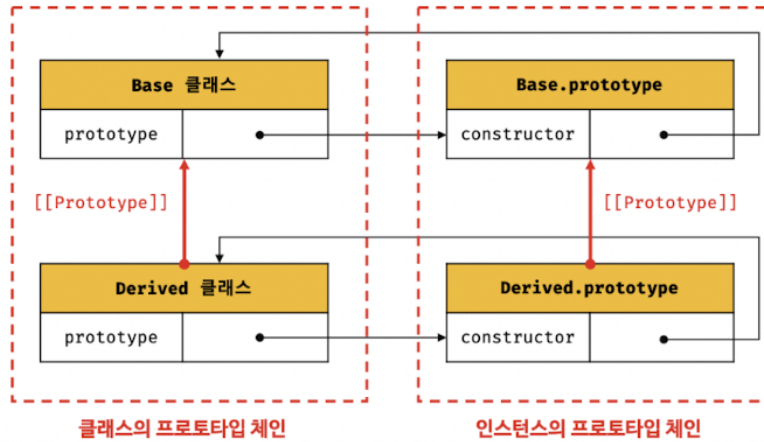 Base 클래스
Base.prototype
prototype
constructor
[[Prototype]]
[[Prototype]]
Derived 클래스
Derived.prototype
prototype
constructor
클래스의 프로토타입 체인
인스턴스의 프로토타입 체인